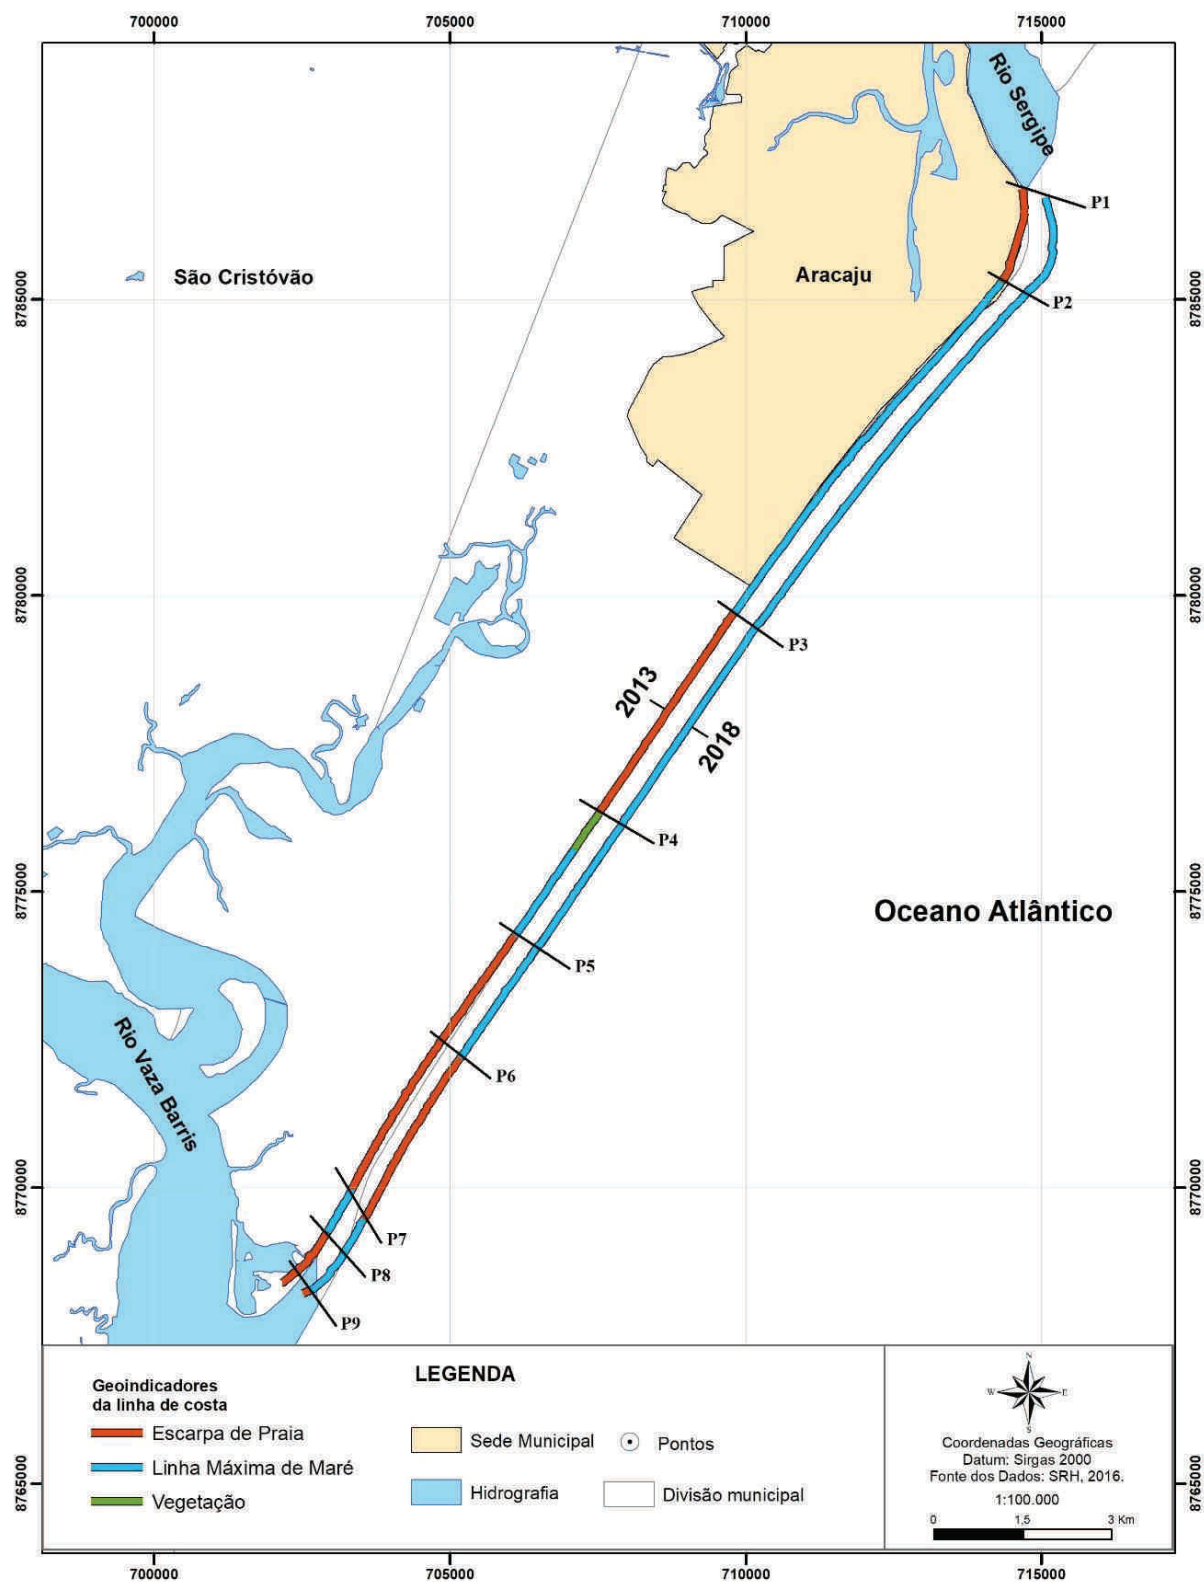 700000
705000
710000
715000
8785000
8780000
8775000
8770000
8765000
8785000
8780000
8775000
8770000
8765000
Rio Sergipe
P1
São Cristóvão
Aracaju
P2
P3
2013
2018
P4
Oceano Atlântico
P5
Rio Vaza Barris
P6
P7
P8
P9
Geoindicadores
da linha de costa
Escarpa de Praia
Linha Máxima de Maré
Vegetação
LEGENDA
Sede Municipal
Pontos
Hidrografia
Divisão municipal
N
W
E
S
Coordenadas Geográficas
Datum: Sirgas 2000
Fonte dos Dados: SRH, 2016.
1:100.000
0 1,5 3 Km
700000
705000
710000
715000